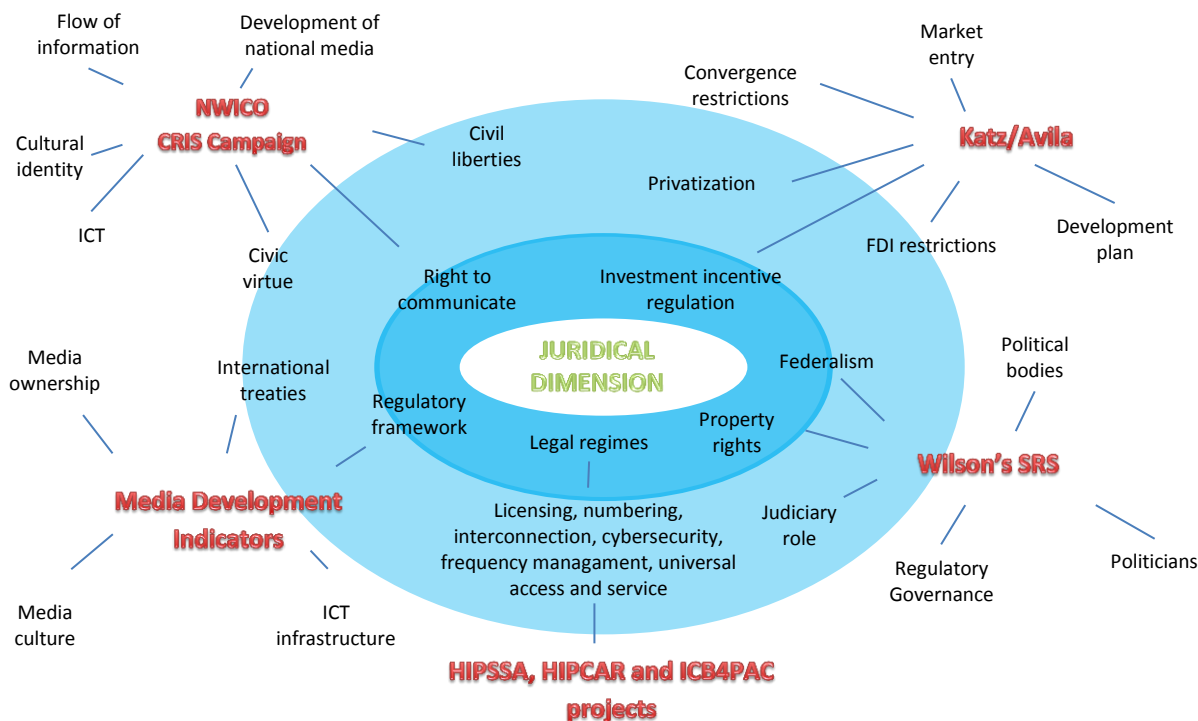 Flow of
information
Development of
national media
Market
entry
Convergence
restrictions
NWICO
CRIS Campaign
Civil
liberties
Katz/Avila
Cultural
identity
Privatization
ICT
Civic
virtue
FDI restrictions
Development
plan
Right to
communicate
Investment incentive
regulation
Media
ownership
International
treaties
JURIDICAL
DIMENSION
Federalism
Political
bodies
Regulatory
framework
Legal regimes
Property
rights
Media Development
Indicators
Wilson's SRS
Licensing, numbering,
interconnection, cybersecurity,
frequency managament, universal
access and service
Judiciary
role
Regulatory
Governance
Politicians
Media
culture
ICT
infrastructure
HIPSSA, HIPCAR and ICB4PAC
projects